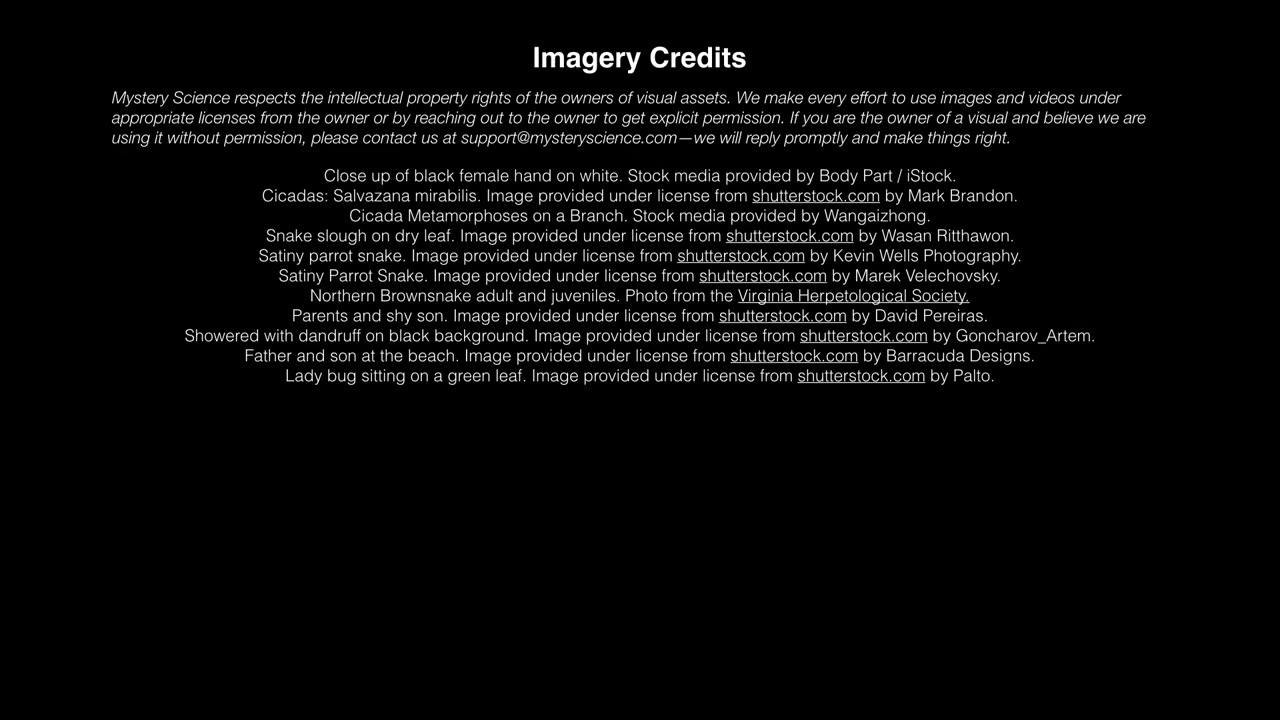 Imagery Credits
Mystery Science respects the intellectual property rights of the owners of visual assets. We make every effort to use images and videos under
appropriate licenses from the owner or by reaching out to the owner to get explicit permission. If you are the owner of a visual and believe we are
using it without permission, please contact us at support@mysteryscience.com—we will reply promptly and make things right.
Close up of black female hand on white. Stock media provided by Body Part / iStock.
Cicadas: Salvazana mirabilis. Image provided under license from shutterstock.com by Mark Brandon.
Cicada Metamorphoses on a Branch. Stock media provided by Wangaizhong.
Snake slough on dry leaf. Image provided under license from shutterstock.com by Wasan Ritthawon.
Satiny parrot snake. Image provided under license from shutterstock.com by Kevin Wells Photography.
Satiny Parrot Snake. Image provided under license from shutterstock.com by Marek Velechovsky.
Northern Brownsnake adult and juveniles. Photo from the Virginia Herpetological Society.
Parents and shy son. Image provided under license from shutterstock.com by David Pereiras.
Showered with dandruff on black background. Image provided under license from shutterstock.com by Goncharov_Artem.
Father and son at the beach. Image provided under license from shutterstock.com by Barracuda Designs.
Lady bug sitting on a green leaf. Image provided under license from shutterstock.com by Palto.